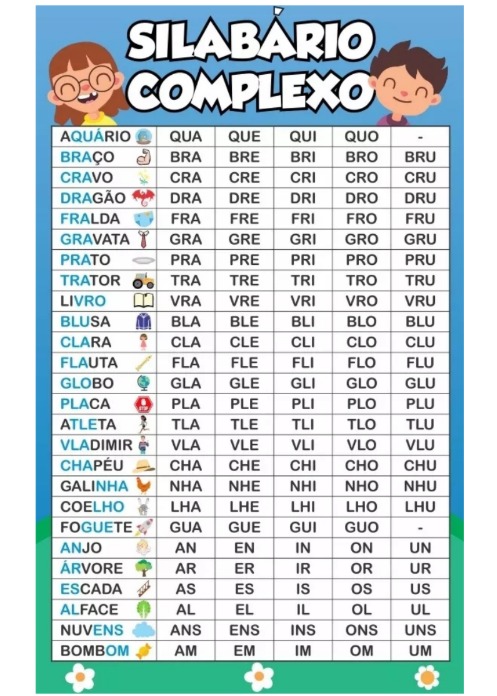 SILABÁRIO
COMPLEXO
AQUÁRIO QUA QUE QUI QUO -
BRAÇO BRA BRE BRI BRO BRU
CRAVO CRA CRE CRI CRO CRU
DRAGÃO DRA DRE DRI DRO DRU
FRALDA FRA FRE FRI FRO FRU
GRAVATA GRA GRE GRI GRO GRU
PRATO PRA PRE PRI PRO PRU
TRATOR TRA TRE TRI TRO TRU
LIVRO VRA VRE VRI VRO VRU
BLUSA BLA BLE BLI BLO BLU
CLARA CLA CLE CLI CLO CLU
FLAUTA FLA FLE FLI FLO FLU
GLOBO GLA GLE GLI GLO GLU
PLACA PLA PLE PLI PLO PLU
ATLETA TLA TLE TLI TLO TLU
VLADIMIR VLA VLE VLI VLO VLU
CHAPÉU CHA CHE CHI CHO CHU
GALINHA NHA NHE NHI NHO NHU
COELHO LHA LHE LHI LHO LHU
FOGUETE GUA GUE GUI GUO -
ANJO AN EN IN ON UN
ÁRVORE AR ER IR OR UR
ESCADA AS ES IS OS US
ALFACE AL EL IL OL UL
NUVENS ANS ENS INS ONS UNS
BOMBOM AM EM IM OM UM